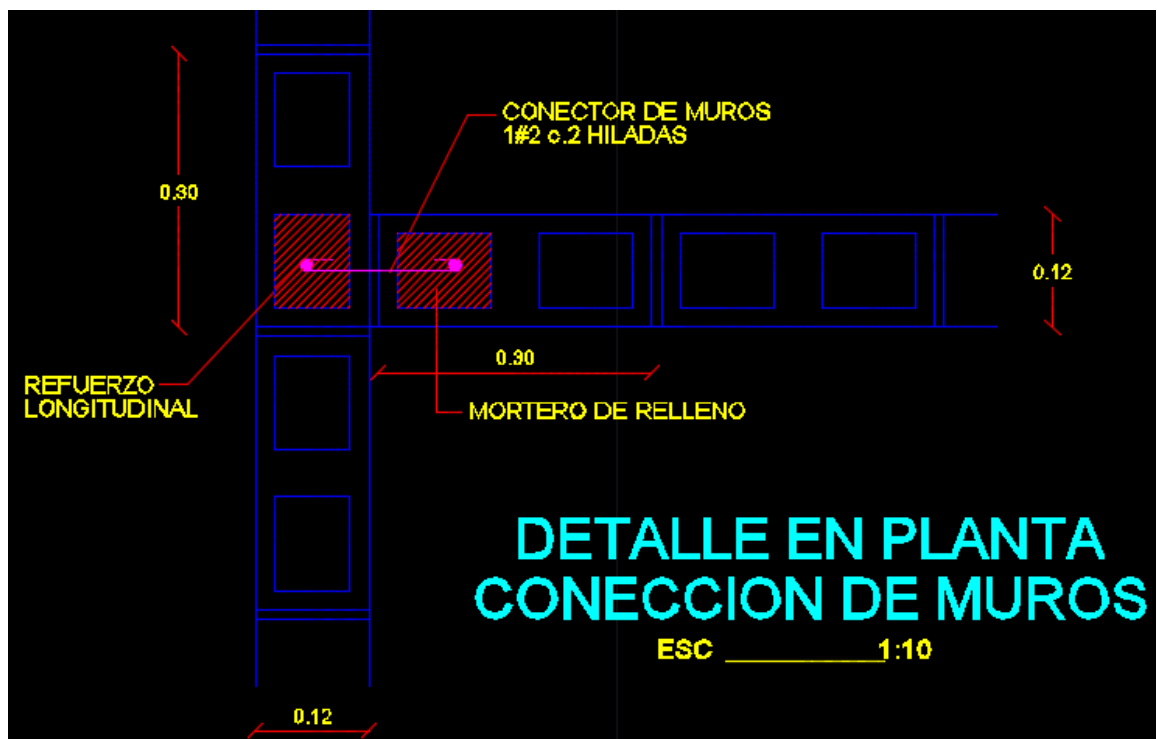 CONECTOR DE MUROS
1#2 c.2 HILADAS
0.30
0.12
0.30
REFUERZO
LONGITUDINAL
MORTERO DE RELLENO
DETALLE EN PLANTA
CONECCION DE MUROS
ESC ____________1:10
0.12